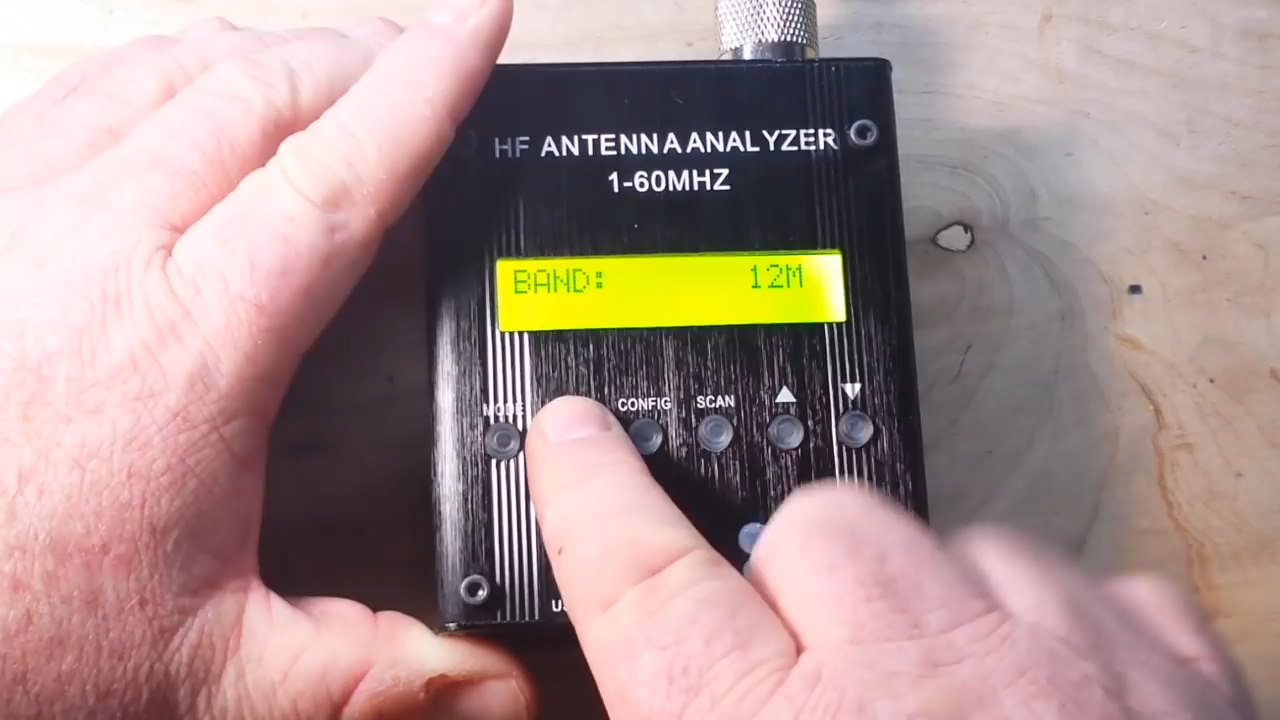 HF ANTENNA ANALYZER
1-60MHZ
BAND: 12M
MODE CONFIG SCAN